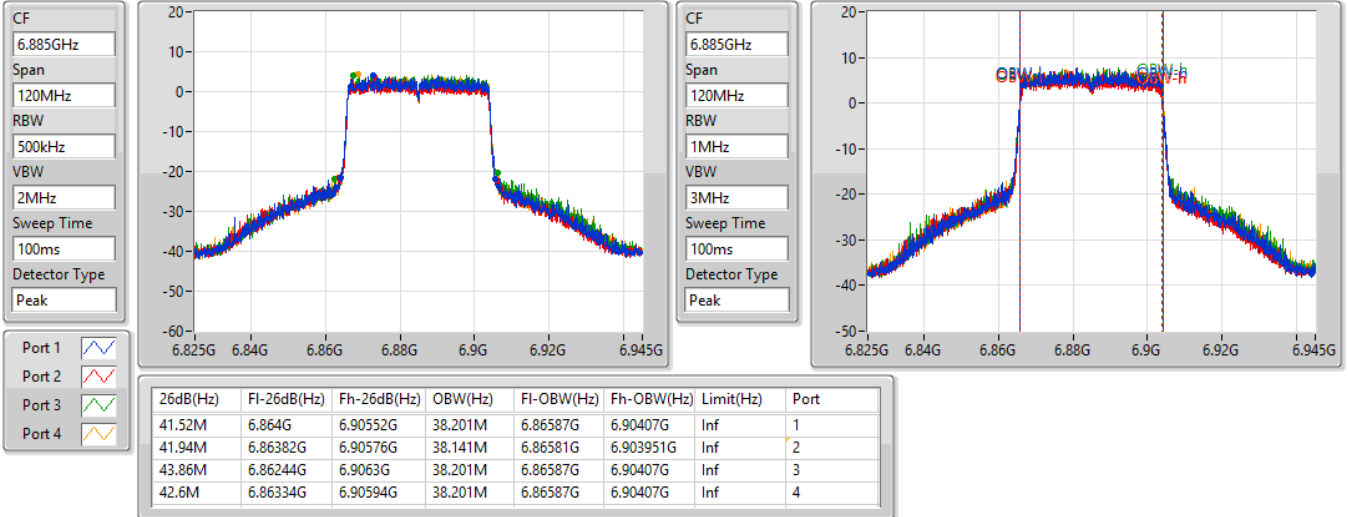 CF
6.885GHz
Span
120MHz
RBW
500kHz
VBW
2MHz
Sweep Time
100ms
Detector Type
Peak
20
10
0
-10
-20
-30
-40
-50
-60
6.825G 6.84G 6.86G 6.88G 6.9G 6.92G 6.945G
CF
6.885GHz
Span
120MHz
RBW
1MHz
VBW
3MHz
Sweep Time
100ms
Detector Type
Peak
20
10
0
-10
-20
-30
-40
-50
OBW-h
OBW-h
6.825G 6.84G 6.86G 6.88G 6.9G 6.92G 6.945G
Port 1
Port 2
Port 3
Port 4
26dB(Hz) Fl-26dB(Hz) Fh-26dB(Hz) OBW(Hz) Fl-OBW(Hz) Fh-OBW(Hz) Limit(Hz) Port
41.52M 6.864G 6.90552G 38.201M 6.86587G 6.90407G Inf 1
41.94M 6.86382G 6.90576G 38.141M 6.86581G 6.903951G Inf 2
43.86M 6.86244G 6.9063G 38.201M 6.86587G 6.90407G Inf 3
42.6M 6.86334G 6.90594G 38.201M 6.86587G 6.90407G Inf 4